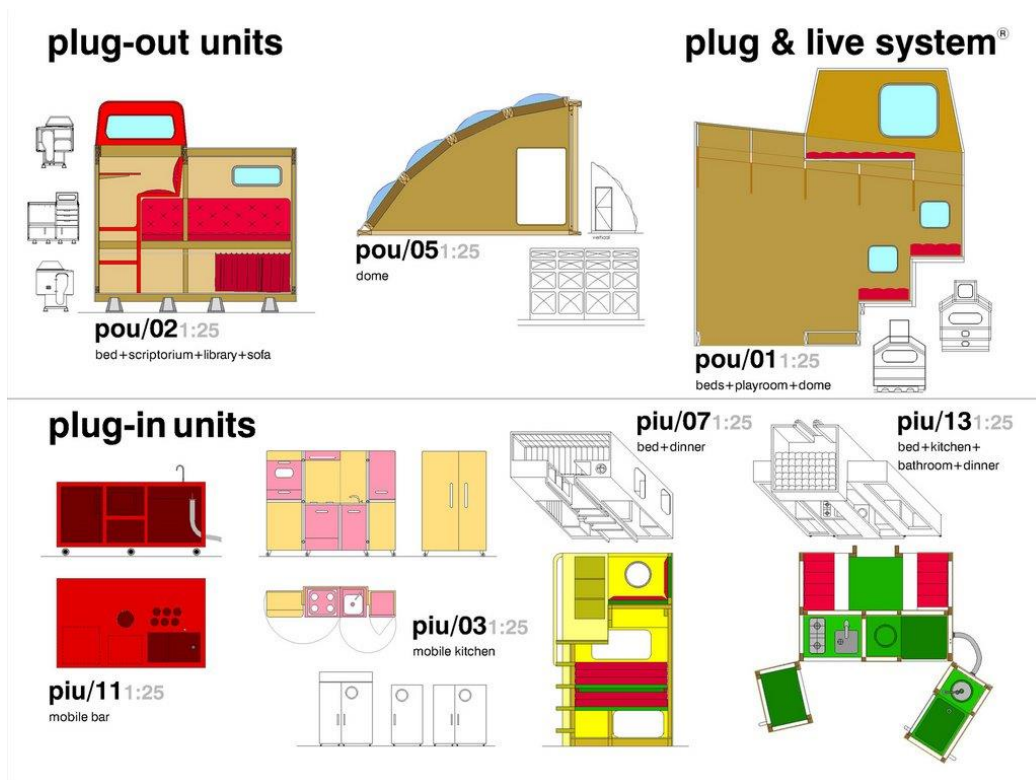 plug-out units
plug & live system®
pou/02 1:25
bed+scriptorium+library+sofa
pou/05 1:25
dome
vertical
pou/01 1:25
beds+playroom+dome
plug-in units
piu/07 1:25
bed+dinner
piu/13 1:25
bed+kitchen+
bathroom+dinner
piu/03 1:25
mobile kitchen
piu/11 1:25
mobile bar